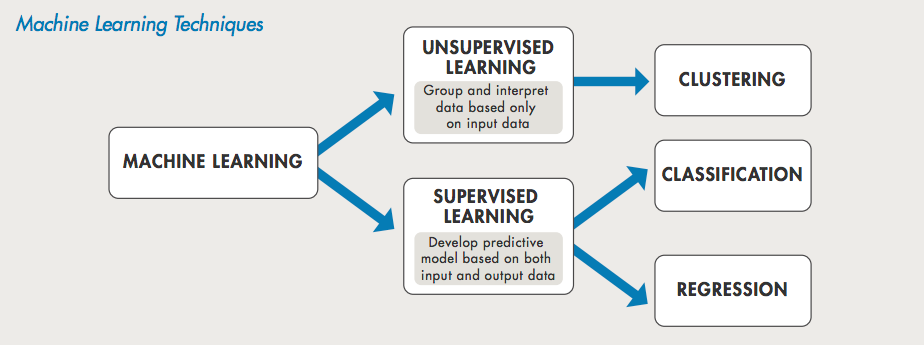 Machine Learning Techniques
MACHINE LEARNING
UNSUPERVISED
LEARNING
Group and interpret
data based only
on input data
CLUSTERING
SUPERVISED
LEARNING
Develop predictive
model based on both
input and output data
CLASSIFICATION
REGRESSION